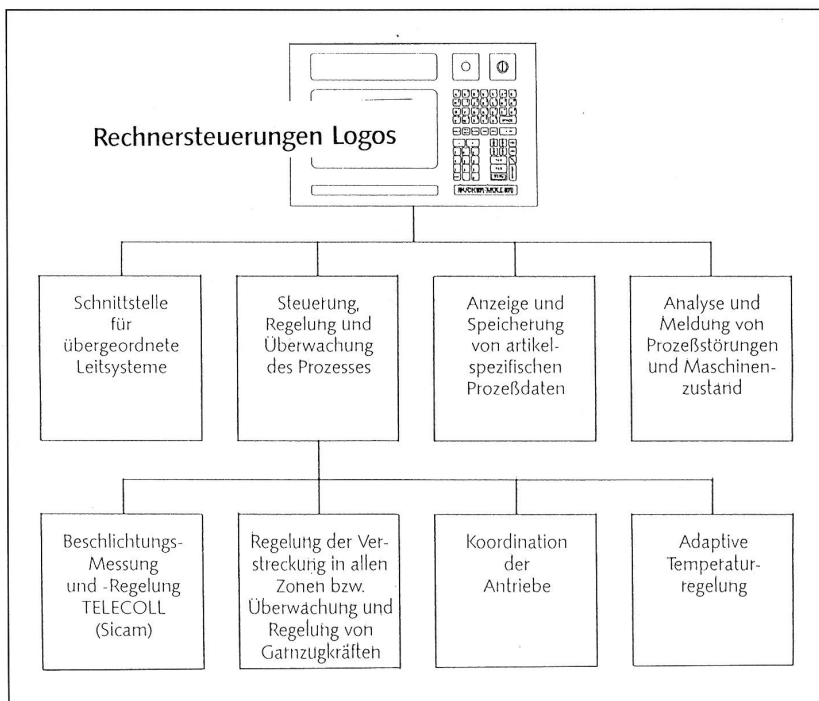 Rechnersteuerungen Logos
Schnittstelle
für
übergeordnete
Leitsysteme
Steuerung,
Regelung und
Überwachung
des Prozesses
Anzeige und
Speicherung
von artikel-
spezifischen
Prozeßdaten
Analyse und
Meldung von
Prozeßstörungen
und Maschinen-
zustand
Beschlichtungs-
Messung
und -Regelung
TELECOLL
(Sicam)
Regelung der Ver-
streckung in allen
Zonen bzw.
Überwachung und
Regelung von
Garnzugkräften
Koordination
der
Antriebe
Adaptive
Temperatur-
regelung